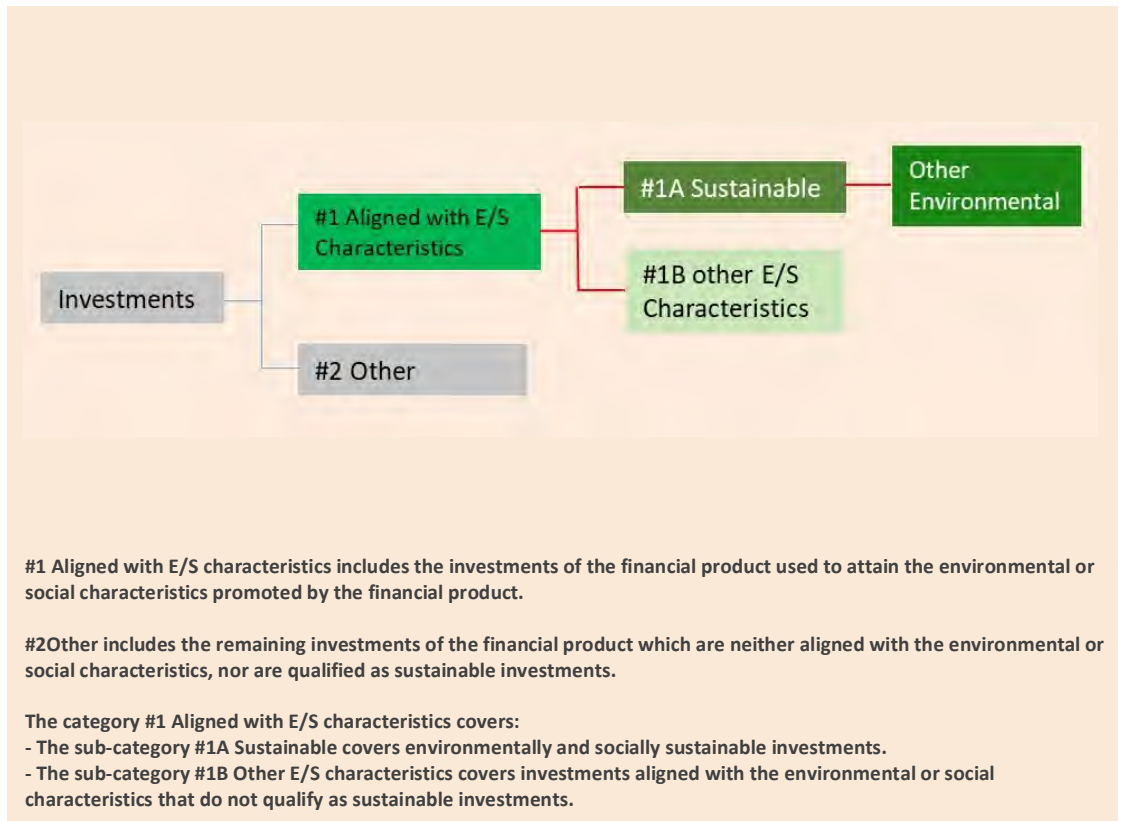 Other
Environmental
#1A Sustainable
#1 Aligned with E/S
Characteristics
#1B other E/S
Characteristics
Investments
#2 Other
#1 Aligned with E/S characteristics includes the investments of the financial product used to attain the environmental or
social characteristics promoted by the financial product.
#2Other includes the remaining investments of the financial product which are neither aligned with the environmental or
social characteristics, nor are qualified as sustainable investments.
The category #1 Aligned with E/S characteristics covers:
- The sub-category #1A Sustainable covers environmentally and socially sustainable investments.
- The sub-category #1B Other E/S characteristics covers investments aligned with the environmental or social
characteristics that do not qualify as sustainable investments.